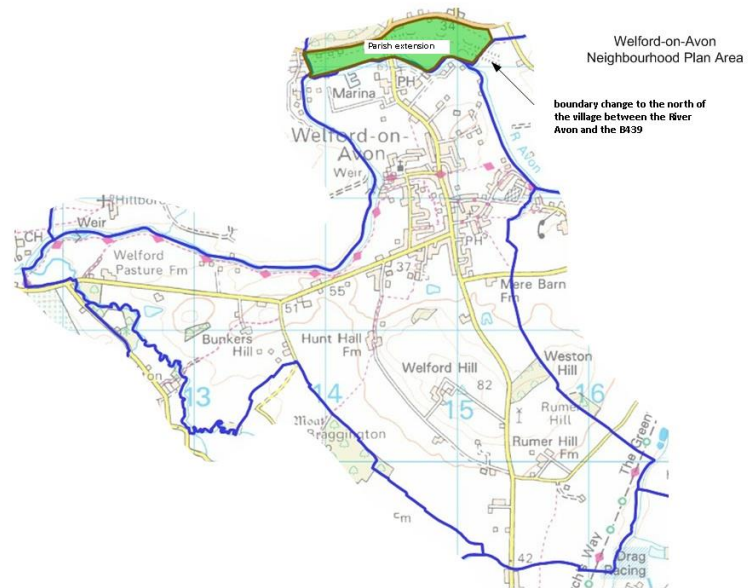 34
Parish extension
Welford-on-Avon
Neighbourhood Plan Area
boundary change to the north of
the village between the River
Avon and the B439
PH
Marina
Welford-on-
Avon
R Avon
Weir
Hillbor
Weir
CH
Welford
Pasture Fm
PH
37
55
51
Mere Barn
Fm
Bunkers
Hill
Hunt Hall
Fm
Weston
Hill
Welford Hill
82
13
14
15
16
Rumer
Hill
Moat
Braggington
Rumer Hill
Fm
The Green
42
Drag
Racing